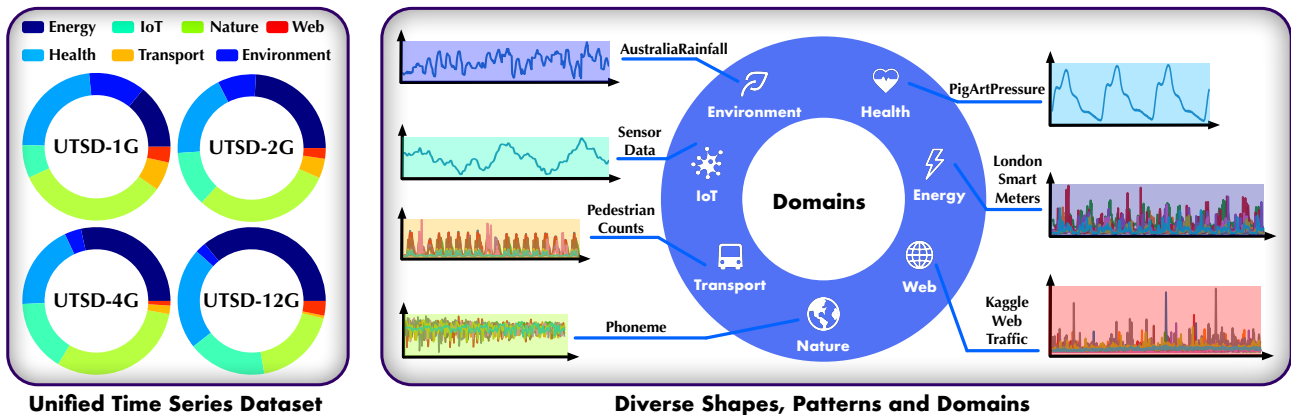 Energy IoT Nature Web
Health Transport Environment
UTSD-1G
UTSD-2G
UTSD-4G
UTSD-12G
Unified Time Series Dataset
AustraliaRainfall
Sensor
Data
Pedestrian
Counts
Phoneme
Environment
Health
IoT
Energy
Domains
Transport
Web
Nature
PigArtPressure
London
Smart
Meters
Kaggle
Web
Traffic
Diverse Shapes, Patterns and Domains